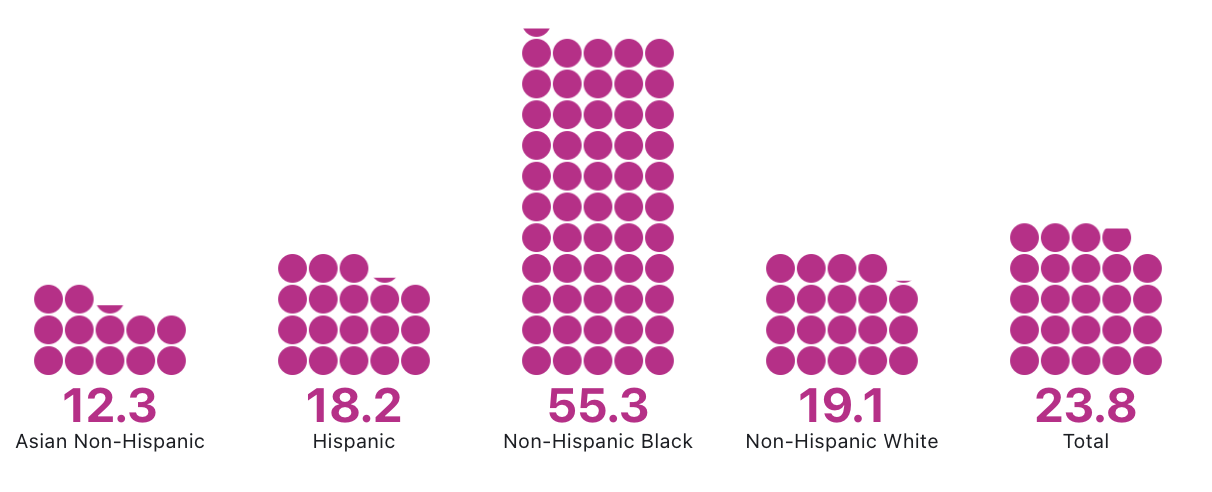 12.3
Asian Non-Hispanic
18.2
Hispanic
55.3
Non-Hispanic Black
19.1
Non-Hispanic White
23.8
Total